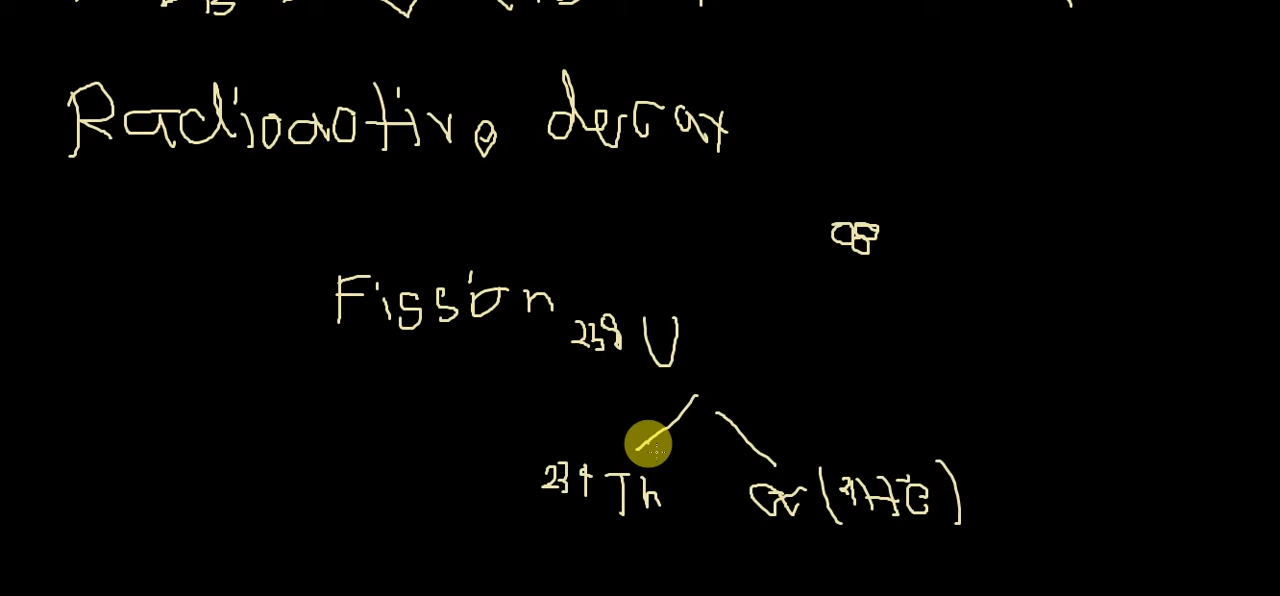 Radioactive decay
Fission
238 U
234 Th α (4He)